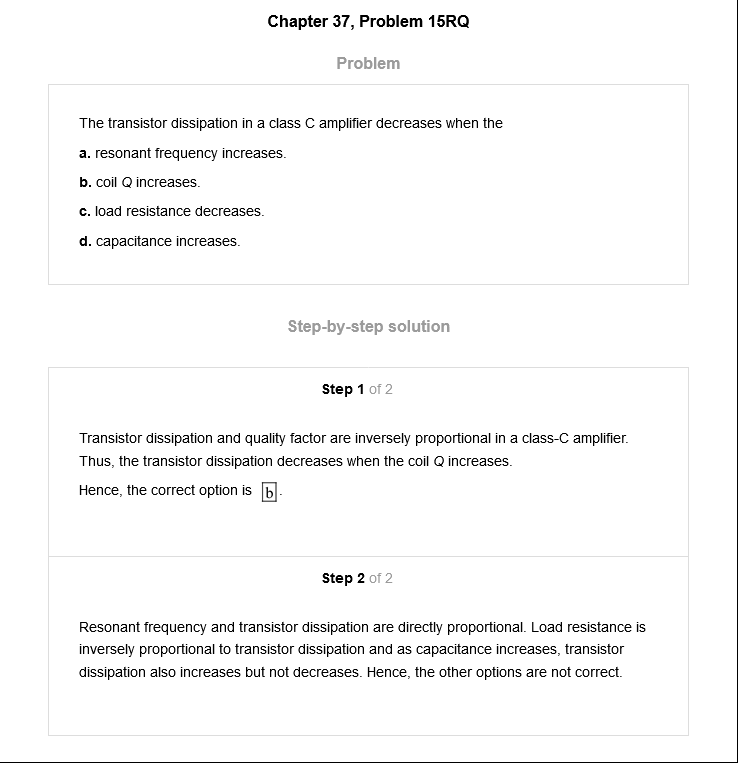 Chapter 37, Problem 15RQ
Problem
The transistor dissipation in a class C amplifier decreases when the
a. resonant frequency increases.
b. coil Q increases.
c. load resistance decreases.
d. capacitance increases.
Step-by-step solution
Step 1 of 2
Transistor dissipation and quality factor are inversely proportional in a class-C amplifier.
Thus, the transistor dissipation decreases when the coil Q increases.
Hence, the correct option is b.
Step 2 of 2
Resonant frequency and transistor dissipation are directly proportional. Load resistance is
inversely proportional to transistor dissipation and as capacitance increases, transistor
dissipation also increases but not decreases. Hence, the other options are not correct.